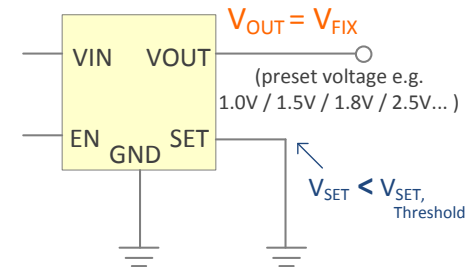 VOUT = VFIX
VIN VOUT
(preset voltage e.g.
1.0V / 1.5V / 1.8V / 2.5V... )
EN SET
GND
VSET < VSET,
Threshold